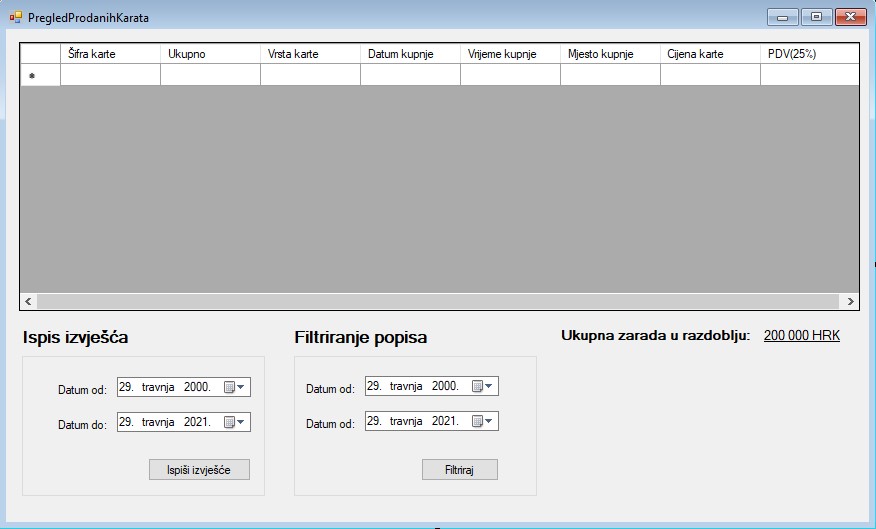 PregledProdanihKarata
Šifra karte Ukupno Vrsta karte Datum kupnje Vrijeme kupnje Mjesto kupnje Cijena karte PDV(25%)
Ispis izvješća
Datum od: 29. travnja 2000.
Datum do: 29. travnja 2021.
Ispiši izvješće
Filtriranje popisa
Datum od: 29. travnja 2000.
Datum od: 29. travnja 2021.
Filtriraj
Ukupna zarada u razdoblju: 200 000 HRK